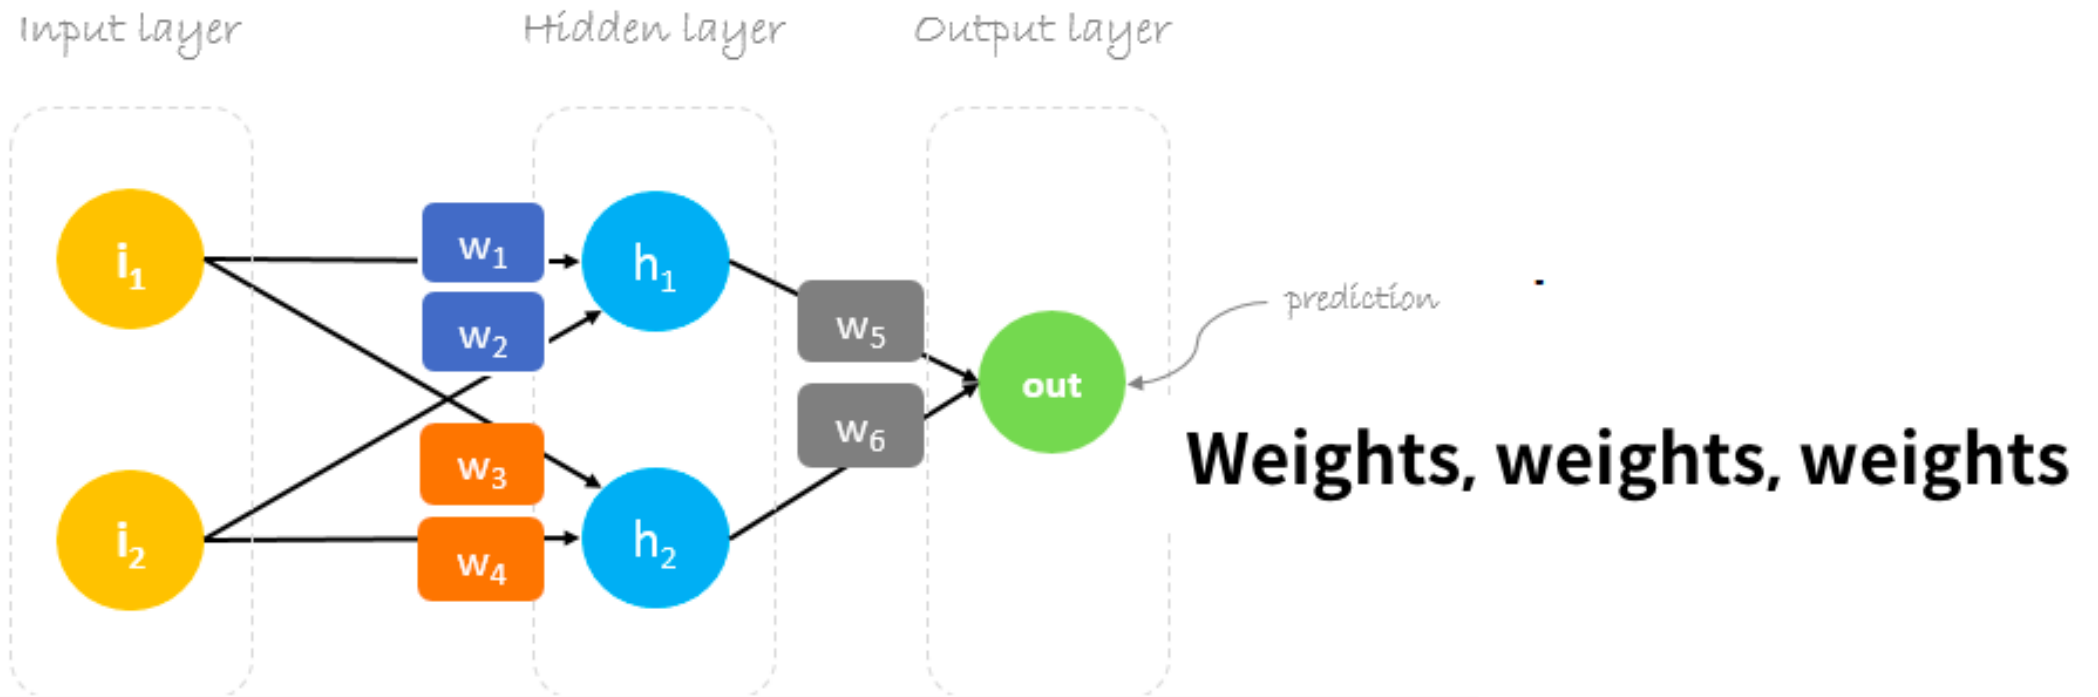 Input layer
Hidden layer
Output layer
i₁
w₁
h₁
w₂
w₅
prediction
out
w₆
Weights, weights, weights
w₃
i₂
w₄
h₂